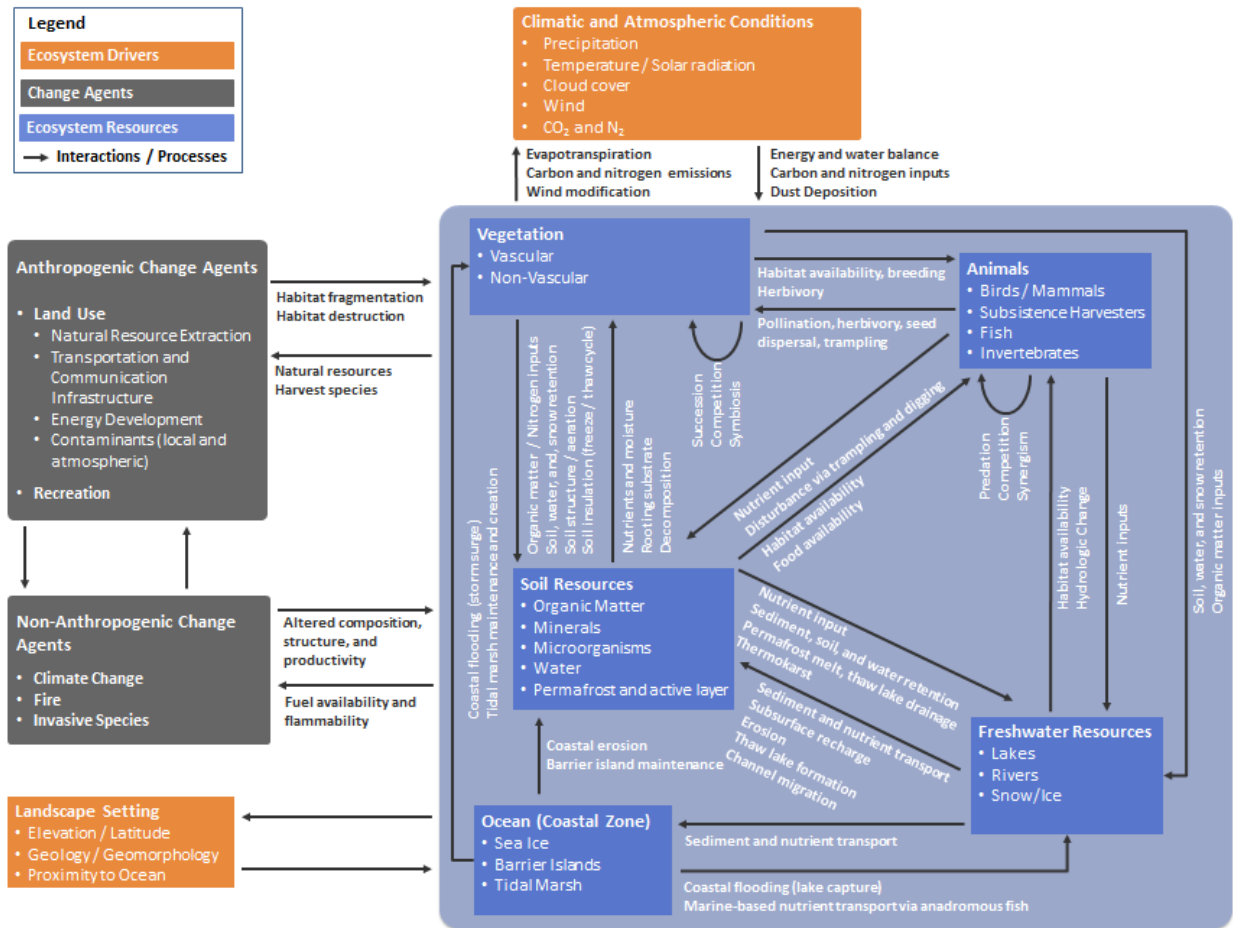 Legend
Ecosystem Drivers
Change Agents
Ecosystem Resources
Interactions / Processes
Climatic and Atmospheric Conditions
• Precipitation
• Temperature / Solar radiation
• Cloud cover
• Wind
• CO₂ and N₂
Evapotranspiration
Carbon and nitrogen emissions
Wind modification
Energy and water balance
Carbon and nitrogen inputs
Dust Deposition
Anthropogenic Change Agents
• Land Use
• Natural Resource Extraction
• Transportation and
Communication
Infrastructure
• Energy Development
• Contaminants (local and
atmospheric)
• Recreation
Habitat fragmentation
Habitat destruction
Natural resources
Harvest species
Non-Anthropogenic Change
Agents
• Climate Change
• Fire
• Invasive Species
Altered composition,
structure, and
productivity
Fuel availability and
flammability
Landscape Setting
• Elevation / Latitude
• Geology / Geomorphology
• Proximity to Ocean
Vegetation
• Vascular
• Non-Vascular
Habitat availability, breeding
Herbivory
Pollination, herbivory, seed
dispersal, trampling
Animals
• Birds / Mammals
• Subsistence Harvesters
• Fish
• Invertebrates
Succession
Competition
Symbiosis
Predation
Competition
Synergism
Coastal flooding (storm surge)
Tidal marsh maintenance and creation
Organic matter / Nitrogen inputs
Soil, water, and, snow retention
Soil structure / aeration
Soil insulation (freeze / thaw cycle)
Nutrients and moisture
Rooting substrate
Decomposition
Nutrient input
Disturbance via trampling and digging
Habitat availability
Food availability
Habitat availability
Hydrologic Change
Nutrient Inputs
Soil, water, and snow retention
Organic matter inputs
Soil Resources
• Organic Matter
• Minerals
• Microorganisms
• Water
• Permafrost and active layer
Nutrient input
Sediment, soil, and water retention
Permafrost melt, thaw lake drainage
Thermokarst
Sediment and nutrient transport
Subsurface recharge
Erosion
Thaw lake formation
Channel migration
Freshwater Resources
• Lakes
• Rivers
• Snow/Ice
Coastal erosion
Barrier island maintenance
Ocean (Coastal Zone)
• Sea Ice
• Barrier Islands
• Tidal Marsh
Sediment and nutrient transport
Coastal flooding (lake capture)
Marine-based nutrient transport via anadromous fish